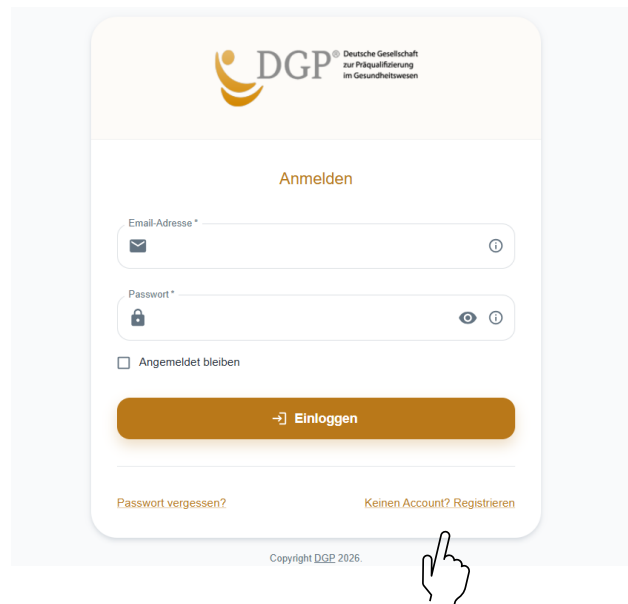 DGP® Deutsche Gesellschaft
zur Präqualifizierung
im Gesundheitswesen
Anmelden
Email-Adresse *
Passwort *
Angemeldet bleiben
Einloggen
Passwort vergessen? Keinen Account? Registrieren
Copyright DGP 2026.